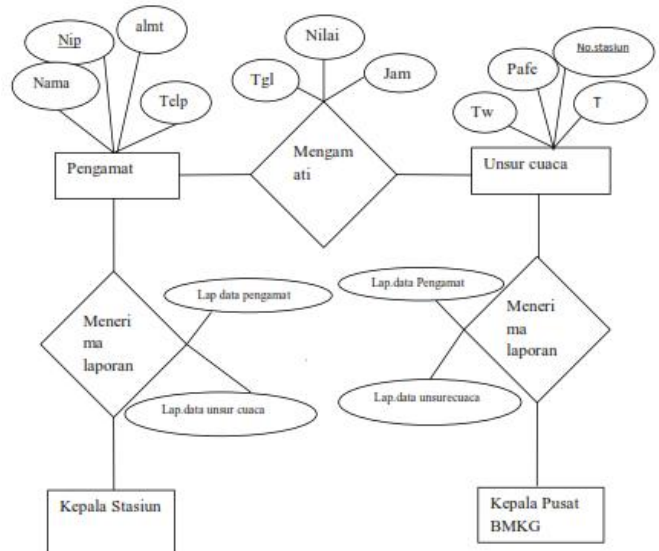 Nip
almt
Nama
Telp
Nilai
Tgl
Jam
No.stasiun
Pafe
Tw
T
Pengamat
Mengam
ati
Unsur cuaca
Lap data pengamat
Lap.data Pengamat
Meneri
ma
laporan
Meneri
ma
laporan
Lap.data unsur cuaca
Lap.data unsurecuaca
Kepala Stasiun
Kepala Pusat
BMKG